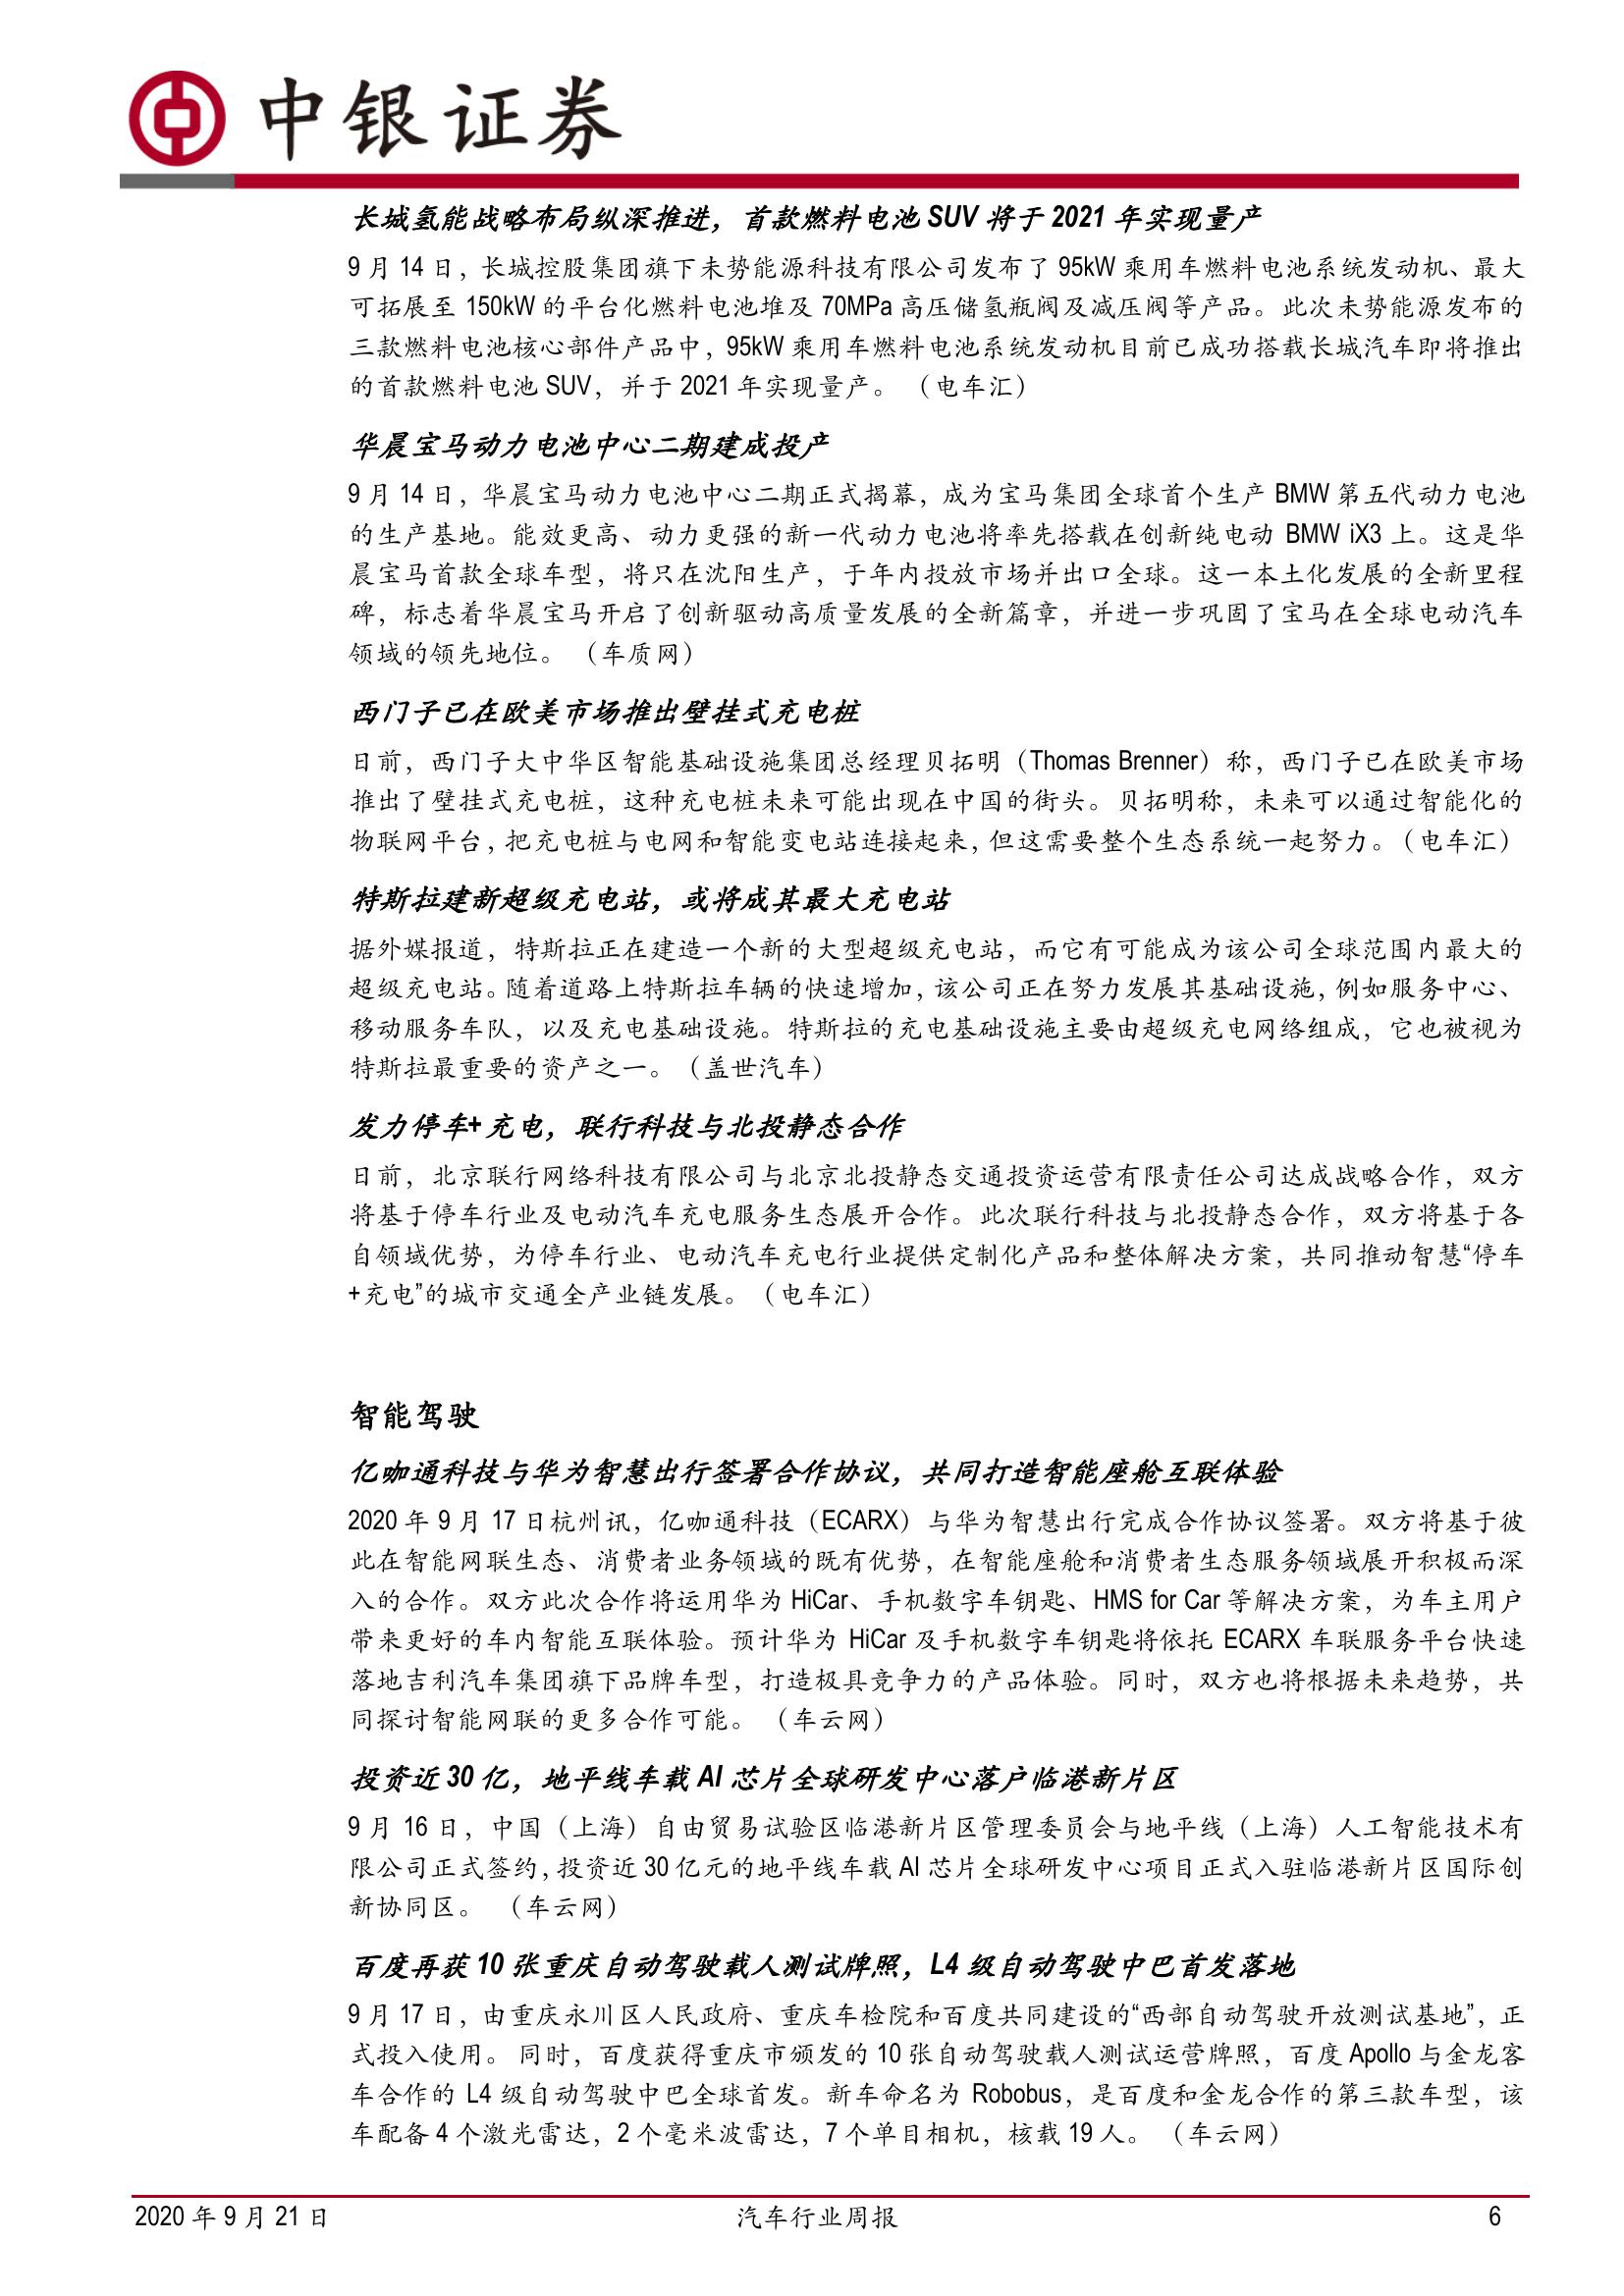 中银证券
长城氢能战略布局纵深推进，首款燃料电池 SUV 将于 2021 年实现量产
9 月 14 日，长城控股集团旗下未势能源科技有限公司发布了 95kW 乘用车燃料电池系统发动机、最大
可拓展至 150kW 的平台化燃料电池堆及 70MPa 高压储氢瓶阀及减压阀等产品。此次未势能源发布的
三款燃料电池核心部件产品中，95kW 乘用车燃料电池系统发动机目前已成功搭载长城汽车即将推出
的首款燃料电池 SUV，并于 2021 年实现量产。（电车汇）
华晨宝马动力电池中心二期建成投产
9 月 14 日，华晨宝马动力电池中心二期正式揭幕，成为宝马集团全球首个生产 BMW 第五代动力电池
的生产基地。能效更高、动力更强的新一代动力电池将率先搭载在创新纯电动 BMW iX3 上。这是华
晨宝马首款全球车型，将只在沈阳生产，于年内投放市场并出口全球。这一本土化发展的全新里程
碑，标志着华晨宝马开启了创新驱动高质量发展的全新篇章，并进一步巩固了宝马在全球电动汽车
领域的领先地位。（车质网）
西门子已在欧美市场推出壁挂式充电桩
日前，西门子大中华区智能基础设施集团总经理贝拓明（Thomas Brenner）称，西门子已在欧美市场
推出了壁挂式充电桩，这种充电桩未来可能出现在中国的街头。贝拓明称，未来可以通过智能化的
物联网平台，把充电桩与电网和智能变电站连接起来，但这需要整个生态系统一起努力。（电车汇）
特斯拉建新超级充电站，或将成其最大充电站
据外媒报道，特斯拉正在建造一个新的大型超级充电站，而它有可能成为该公司全球范围内最大的
超级充电站。随着道路上特斯拉车辆的快速增加，该公司正在努力发展其基础设施，例如服务中心、
移动服务车队，以及充电基础设施。特斯拉的充电基础设施主要由超级充电网络组成，它也被视为
特斯拉最重要的资产之一。（盖世汽车）
发力停车+充电，联行科技与北投静态合作
日前，北京联行网络科技有限公司与北京北投静态交通投资运营有限责任公司达成战略合作，双方
将基于停车行业及电动汽车充电服务生态展开合作。此次联行科技与北投静态合作，双方将基于各
自领域优势，为停车行业、电动汽车充电行业提供定制化产品和整体解决方案，共同推动智慧“停车
+充电”的城市交通全产业链发展。（电车汇）
智能驾驶
亿咖通科技与华为智慧出行签署合作协议，共同打造智能座舱互联体验
2020 年 9 月 17 日杭州讯，亿咖通科技（ECARX）与华为智慧出行完成合作协议签署。双方将基于彼
此在智能网联生态、消费者业务领域的既有优势，在智能座舱和消费者生态服务领域展开积极而深
入的合作。双方此次合作将运用华为 HiCar、手机数字车钥匙、HMS for Car 等解决方案，为车主用户
带来更好的车内智能互联体验。预计华为 HiCar 及手机数字车钥匙将依托 ECARX 车联服务平台快速
落地吉利汽车集团旗下品牌车型，打造极具竞争力的产品体验。同时，双方也将根据未来趋势，共
同探讨智能网联的更多合作可能。（车云网）
投资近 30 亿，地平线车载 AI 芯片全球研发中心落户临港新片区
9 月 16 日，中国（上海）自由贸易试验区临港新片区管理委员会与地平线（上海）人工智能技术有
限公司正式签约，投资近 30 亿元的地平线车载 AI 芯片全球研发中心项目正式入驻临港新片区国际创
新协同区。（车云网）
百度再获 10 张重庆自动驾驶载人测试牌照，L4 级自动驾驶中巴首发落地
9 月 17 日，由重庆永川区人民政府、重庆车检院和百度共同建设的“西部自动驾驶开放测试基地”，正
式投入使用。 同时，百度获得重庆市颁发的 10 张自动驾驶载人测试运营牌照，百度 Apollo 与金龙客
车合作的 L4 级自动驾驶中巴全球首发。新车命名为 Robobus，是百度和金龙合作的第三款车型，该
车配备 4 个激光雷达，2 个毫米波雷达，7 个单目相机，核载 19 人。（车云网）
2020 年 9 月 21 日 汽车行业周报 6